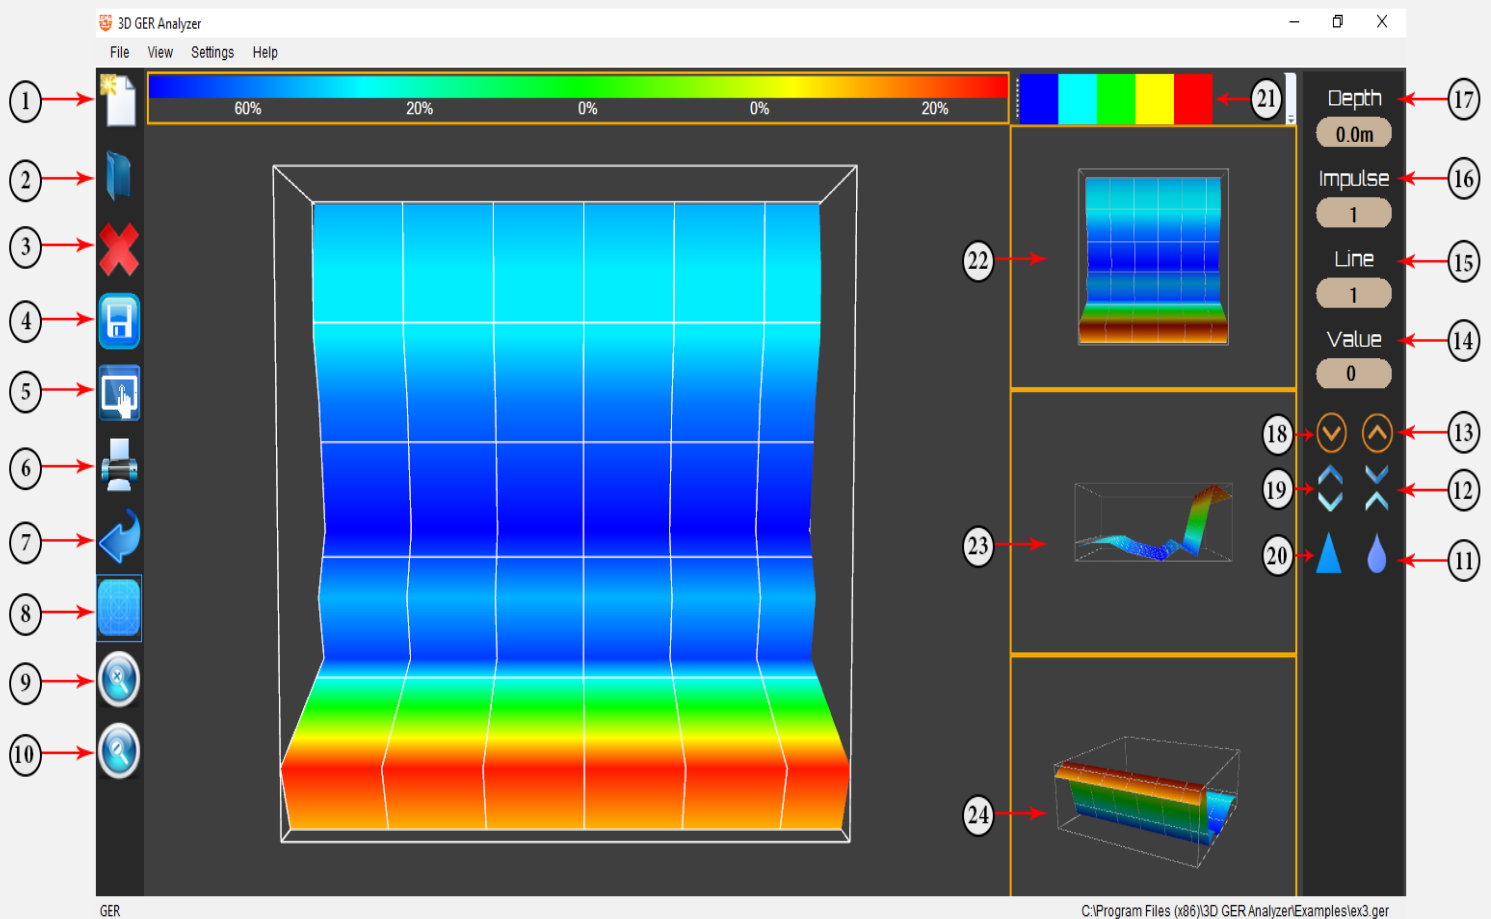 3D GER Analyzer
File View Settings Help
60% 20% 0% 0% 20%
1
2
3
4
5
6
7
8
9
10
21
22
23
24
Depth
17
0.0m
Impulse
16
1
Line
15
1
Value
14
0
18
13
19
12
20
11
GER
C:\Program Files (x86)\3D GER Analyzer\Examples\ex3.ger